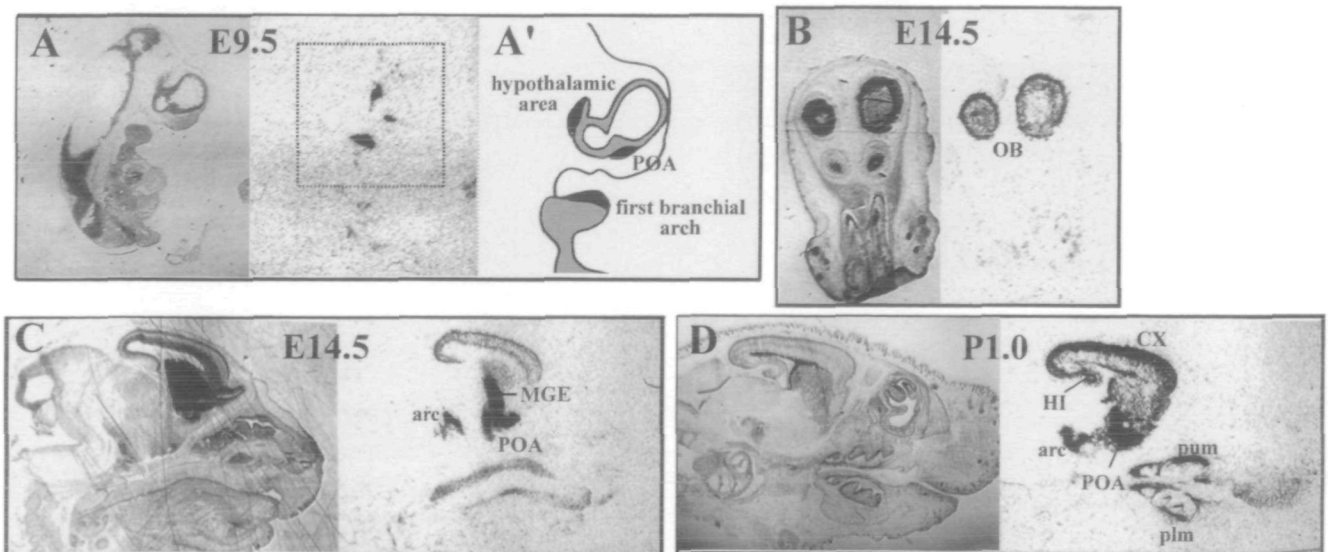 A E9.5
A'
hypothalamic
area
POA
first branchial
arch
B E14.5
OB
C E14.5
MGE
arc
POA
D P1.0
CX
HI
arc
pum
POA
plm